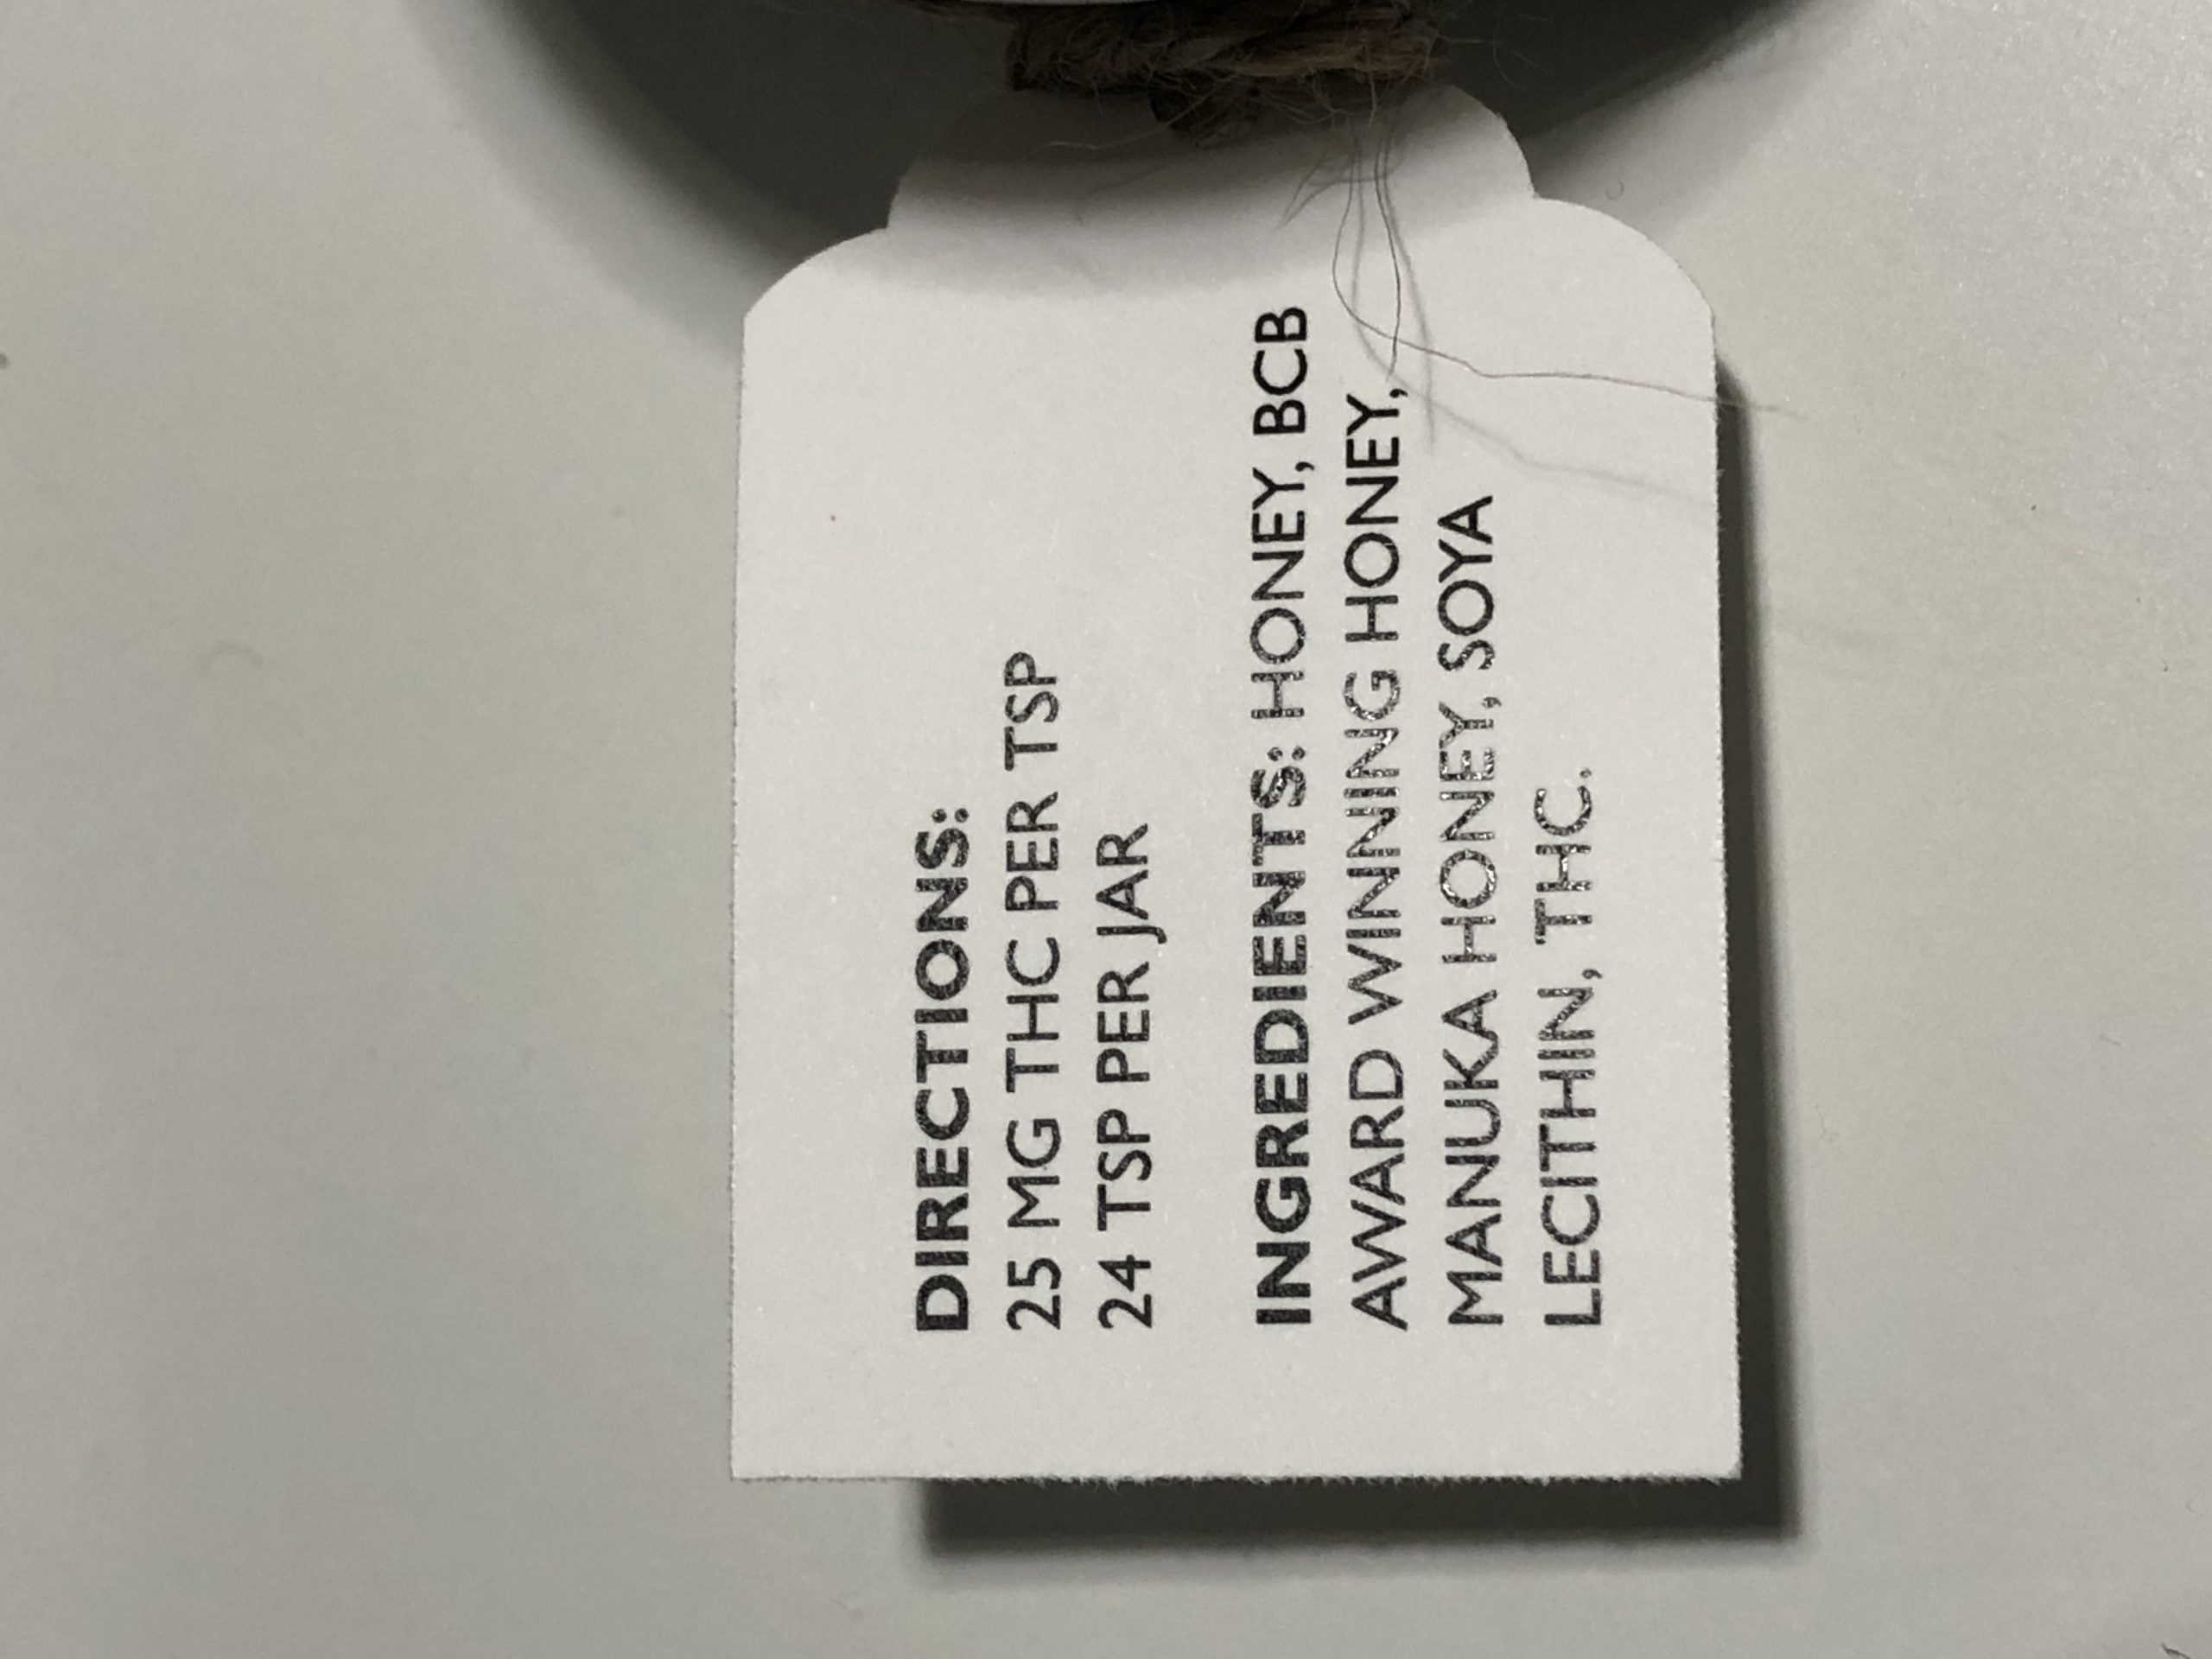 DIRECTIONS:
25 MG THC PER TSP
24 TSP PER JAR
INGREDIENTS: HONEY, BCB
AWARD WINNING HONEY,
MANUKA HONEY, SOYA
LECITHIN, THC.